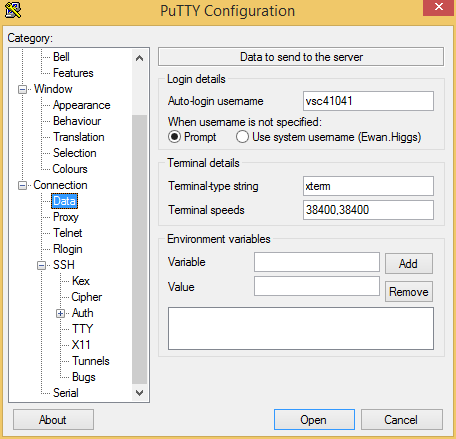 PuTTY Configuration
Category:
Bell
Features
Window
Appearance
Behaviour
Translation
Selection
Colours
Connection
Data
Proxy
Telnet
Rlogin
SSH
Kex
Cipher
Auth
TTY
X11
Tunnels
Bugs
Serial
Data to send to the server
Login details
Auto-login username vsc41041
When username is not specified:
Prompt Use system username (Ewan.Higgs)
Terminal details
Terminal-type string xterm
Terminal speeds 38400,38400
Environment variables
Variable Add
Value Remove
About Open Cancel